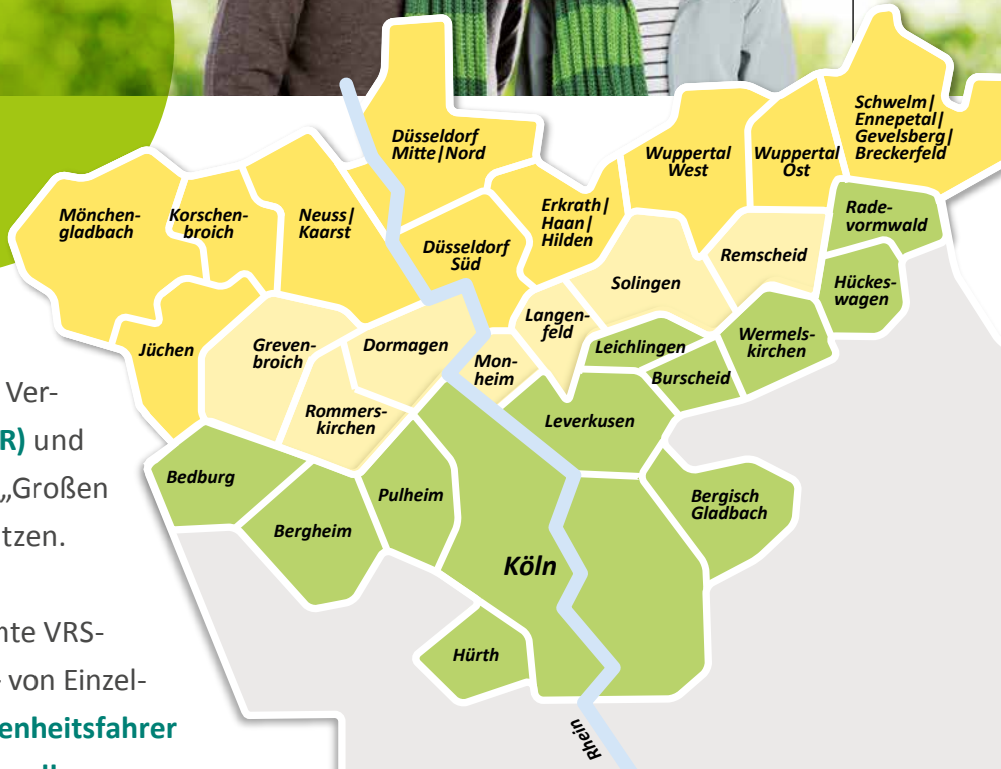 Düsseldorf
Mitte|Nord
Schwelm|
Ennepetal|
Gevelsberg|
Breckerfeld
Wuppertal
West
Wuppertal
Ost
Mönchen-
gladbach
Korschen-
broich
Neuss|
Kaarst
Düsseldorf
Süd
Erkrath|
Haan|
Hilden
Rade-
vormwald
Solingen
Remscheid
Hückes-
wagen
Jüchen
Greven-
broich
Dormagen
Langen-
feld
Mon-
heim
Leichlingen
Wermels-
kirchen
Burscheid
Rommers-
kirchen
Leverkusen
Bedburg
Pulheim
Bergheim
Bergisch
Gladbach
Köln
Hürth
Rhein
Ver-
R) und
„Großen
tzen.
nte VRS-
von Einzel-
enheitsfahrer